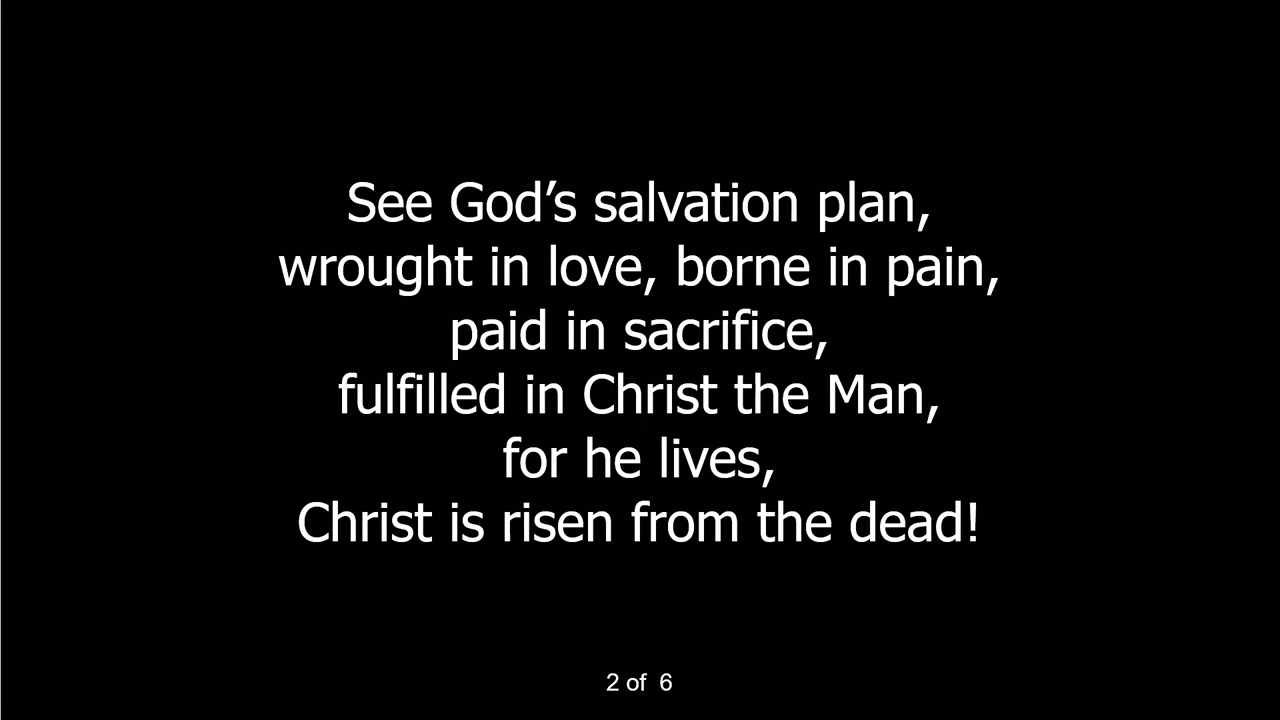 See God’s salvation plan,
wrought in love, borne in pain,
paid in sacrifice,
fulfilled in Christ the Man,
for he lives,
Christ is risen from the dead!
2 of  6